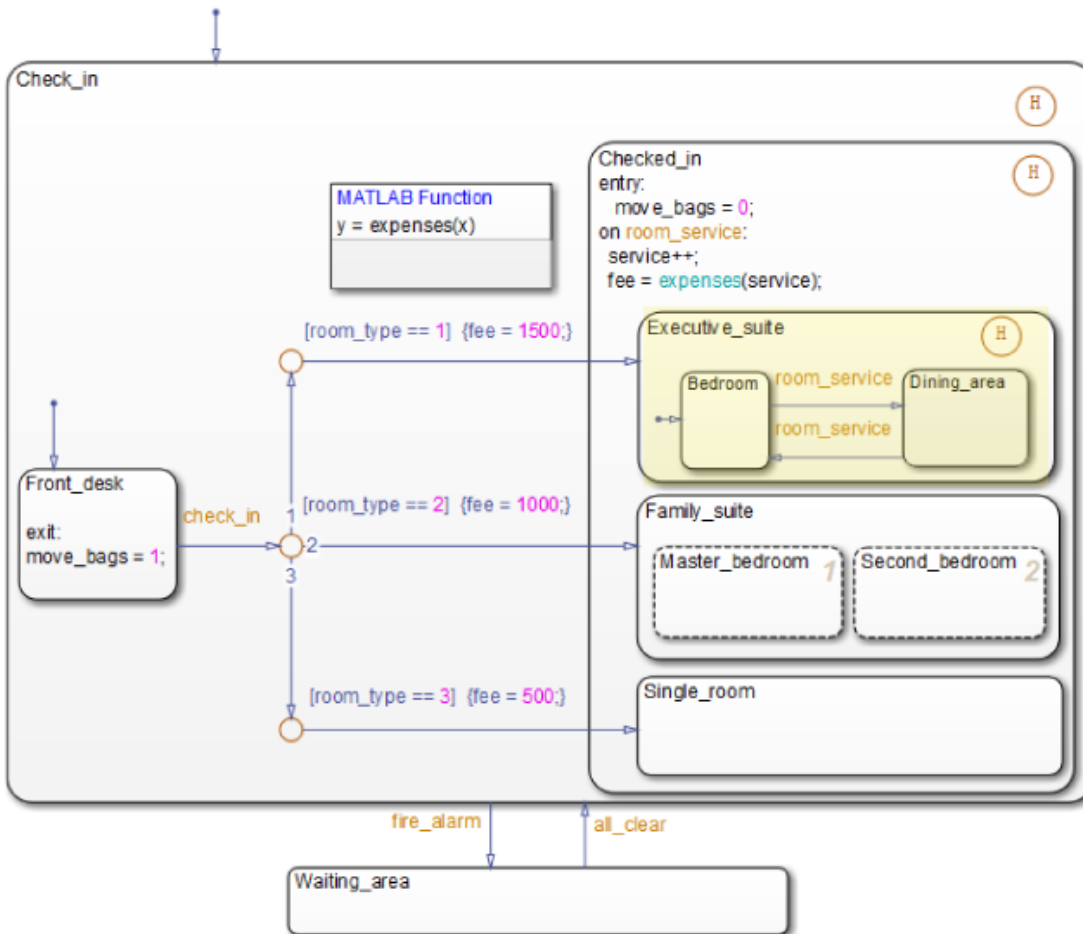 Check_in
H
Checked_in
H
entry:
move_bags = 0;
on room_service:
service++;
fee = expenses(service);
MATLAB Function
y = expenses(x)
[room_type == 1] {fee = 1500;}
Executive_suite
H
Bedroom
room_service
Dining_area
room_service
Front_desk
exit:
move_bags = 1;
check_in
1
2
3
[room_type == 2] {fee = 1000;}
Family_suite
Master_bedroom
1
Second_bedroom
2
[room_type == 3] {fee = 500;}
Single_room
fire_alarm
all_clear
Waiting_area